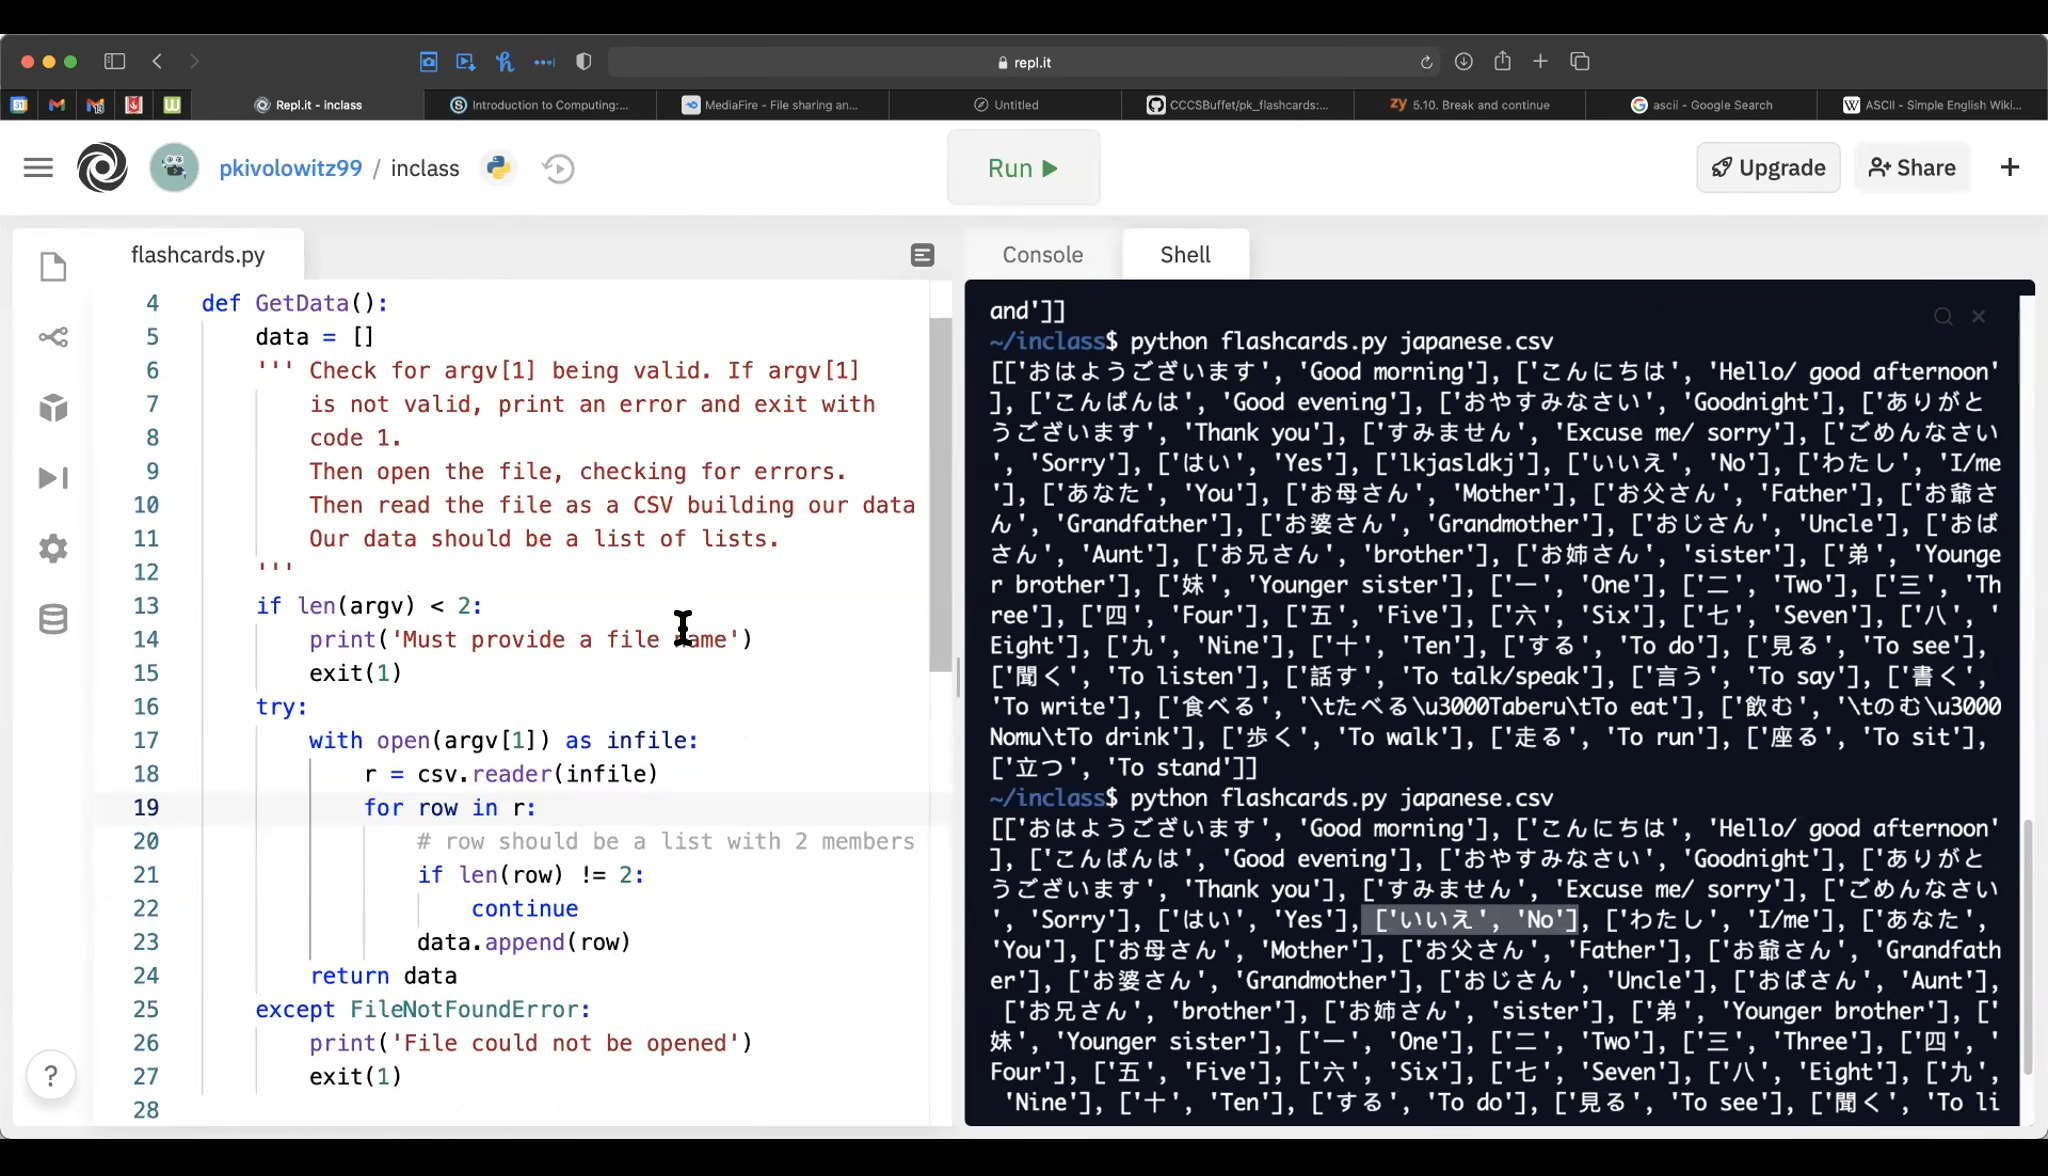 repl.it
Repl.it - inclass
Introduction to Computing:...
MediaFire - File sharing an...
Untitled
CCCSBuffet/pk_flashcards:...
zy 5.10. Break and continue
ascii - Google Search
W ASCII - Simple English Wiki...
pkivolowitz99 / inclass
Run
Upgrade
Share
flashcards.py
4 def GetData():
5 data = []
6 ''' Check for argv[1] being valid. If argv[1]
7 is not valid, print an error and exit with
8 code 1.
9 Then open the file, checking for errors.
10 Then read the file as a CSV building our data
11 Our data should be a list of lists.
12 '''
13 if len(argv) < 2:
14 print('Must provide a file name')
15 exit(1)
16 try:
17 with open(argv[1]) as infile:
18 r = csv.reader(infile)
19 for row in r:
20 # row should be a list with 2 members
21 if len(row) != 2:
22 continue
23 data.append(row)
24 return data
25 except FileNotFoundError:
26 print('File could not be opened')
27 exit(1)
28
Console
Shell
and']]
~/inclass$ python flashcards.py japanese.csv
[['おはようございます', 'Good morning'], ['こんにちは', 'Hello/ good afternoon'
], ['こんばんは', 'Good evening'], ['おやすみなさい', 'Goodnight'], ['ありがと
うございます', 'Thank you'], ['すみません', 'Excuse me/ sorry'], ['ごめんなさい
', 'Sorry'], ['はい', 'Yes'], ['lkjasldkj'], ['いいえ', 'No'], ['わたし', 'I/me
'], ['あなた', 'You'], ['お母さん', 'Mother'], ['お父さん', 'Father'], ['お爺さ
ん', 'Grandfather'], ['お婆さん', 'Grandmother'], ['おじさん', 'Uncle'], ['おば
さん', 'Aunt'], ['お兄さん', 'brother'], ['お姉さん', 'sister'], ['弟', 'Younge
r brother'], ['妹', 'Younger sister'], ['一', 'One'], ['二', 'Two'], ['三', 'Th
ree'], ['四', 'Four'], ['五', 'Five'], ['六', 'Six'], ['七', 'Seven'], ['八', '
Eight'], ['九', 'Nine'], ['十', 'Ten'], ['する', 'To do'], ['見る', 'To see'],
['聞く', 'To listen'], ['話す', 'To talk/speak'], ['言う', 'To say'], ['書く',
'To write'], ['食べる', '\tたべる\u3000Taberu\tTo eat'], ['飲む', '\tのむ\u3000
Nomu\tTo drink'], ['歩く', 'To walk'], ['走る', 'To run'], ['座る', 'To sit'],
['立つ', 'To stand']]
~/inclass$ python flashcards.py japanese.csv
[['おはようございます', 'Good morning'], ['こんにちは', 'Hello/ good afternoon'
], ['こんばんは', 'Good evening'], ['おやすみなさい', 'Goodnight'], ['ありがと
うございます', 'Thank you'], ['すみません', 'Excuse me/ sorry'], ['ごめんなさい
', 'Sorry'], ['はい', 'Yes'], ['いいえ', 'No'], ['わたし', 'I/me'], ['あなた',
'You'], ['お母さん', 'Mother'], ['お父さん', 'Father'], ['お爺さん', 'Grandfath
er'], ['お婆さん', 'Grandmother'], ['おじさん', 'Uncle'], ['おばさん', 'Aunt'],
['お兄さん', 'brother'], ['お姉さん', 'sister'], ['弟', 'Younger brother'], ['
妹', 'Younger sister'], ['一', 'One'], ['二', 'Two'], ['三', 'Three'], ['四', '
Four'], ['五', 'Five'], ['六', 'Six'], ['七', 'Seven'], ['八', 'Eight'], ['九',
'Nine'], ['十', 'Ten'], ['する', 'To do'], ['見る', 'To see'], ['聞く', 'To li